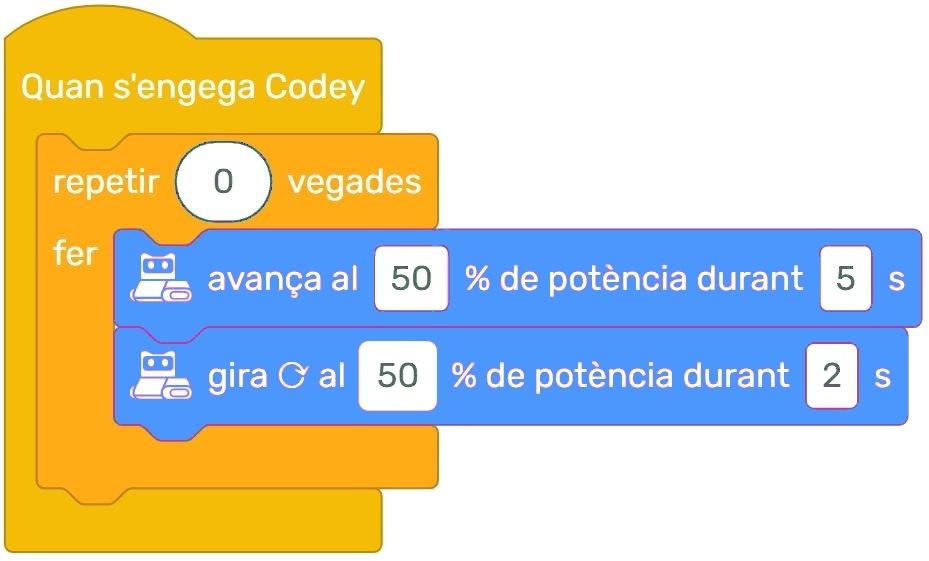 Quan s'engega Codey
repetir 0 vegades
fer
avança al 50 % de potència durant 5 s
gira al 50 % de potència durant 2 s